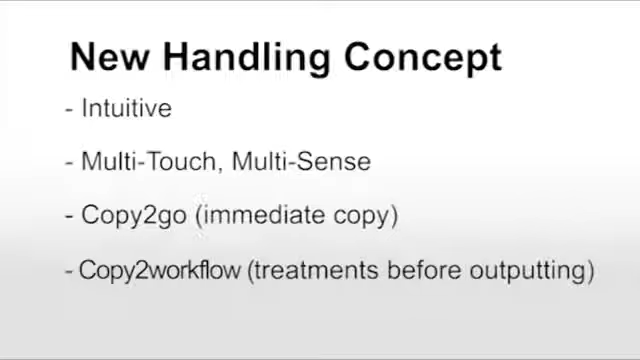 New Handling Concept
- Intuitive
- Multi-Touch, Multi-Sense
- Copy2go (immediate copy)
- Copy2workflow (treatments before outputting)